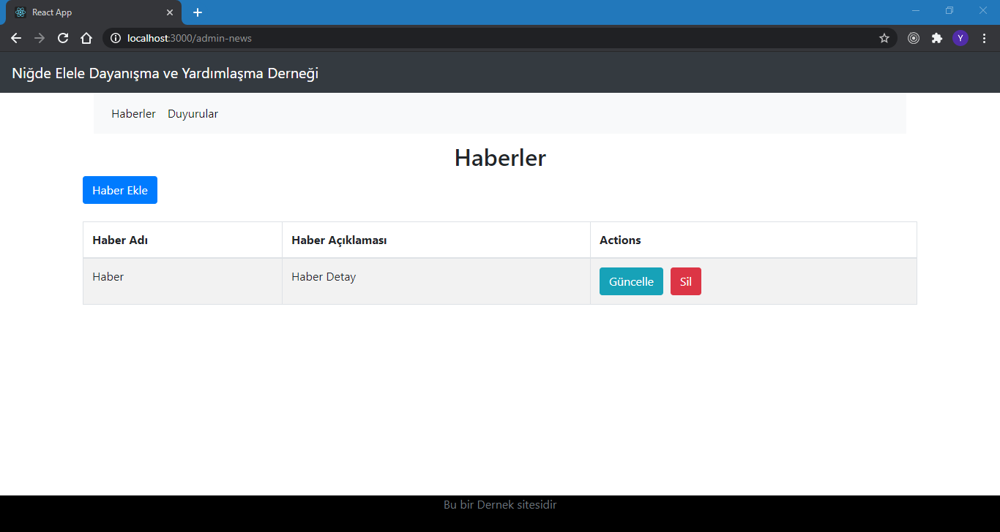 React App
localhost:3000/admin-news
Y
Niğde Elele Dayanışma ve Yardımlaşma Derneği
Haberler Duyurular
Haberler
Haber Ekle
Haber Adı Haber Açıklaması Actions
Haber Haber Detay Güncelle Sil
Bu bir Dernek sitesidir